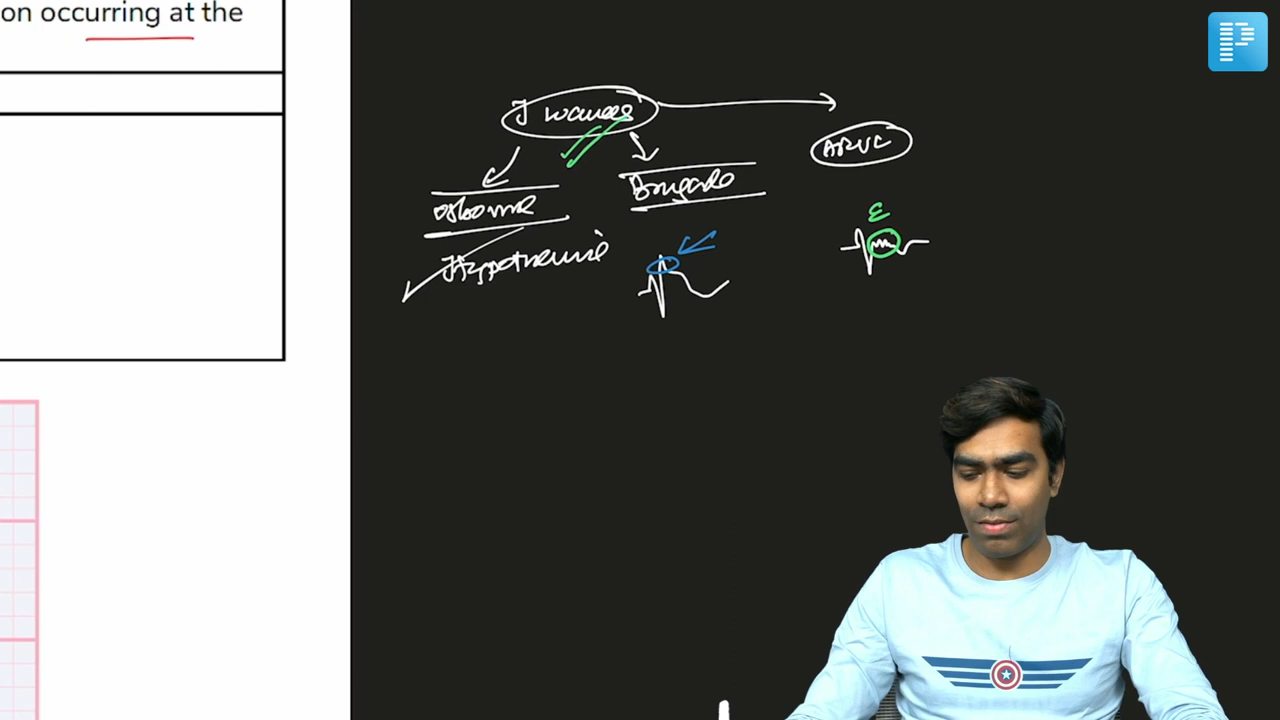 on occurring at the
J waves
ARVC
Osborne
Brugada
Hypothermia
ε
P